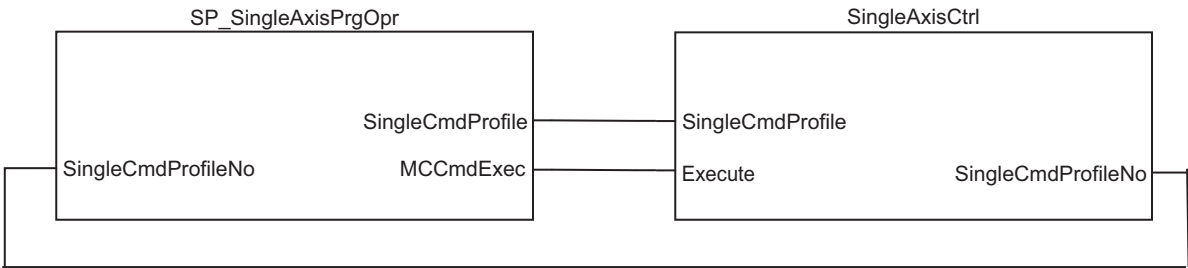 SP_SingleAxisPrgOpr
SingleAxisCtrl
SingleCmdProfile
SingleCmdProfile
SingleCmdProfileNo
MCCmdExec
Execute
SingleCmdProfileNo